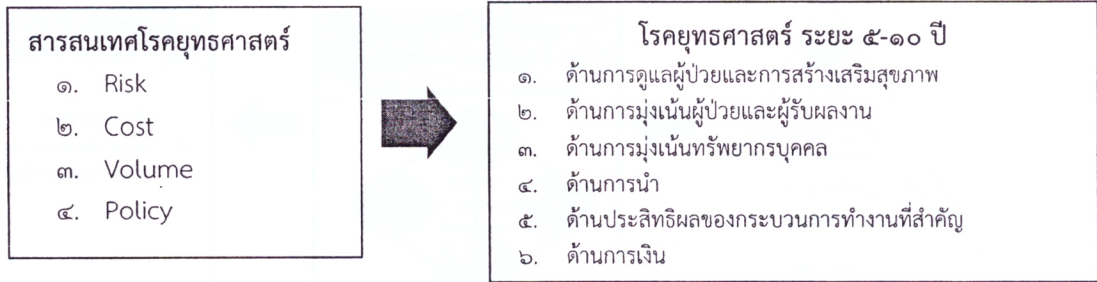 สารสนเทศโรคยุทธศาสตร์
๑. Risk
๒. Cost
๓. Volume
๔. Policy
โรคยุทธศาสตร์ ระยะ ๕-๑๐ ปี
๑. ด้านการดูแลผู้ป่วยและการสร้างเสริมสุขภาพ
๒. ด้านการมุ่งเน้นผู้ป่วยและผู้รับผลงาน
๓. ด้านการมุ่งเน้นทรัพยากรบุคคล
๔. ด้านการนำ
๕. ด้านประสิทธิผลของกระบวนการทำงานที่สำคัญ
๖. ด้านการเงิน